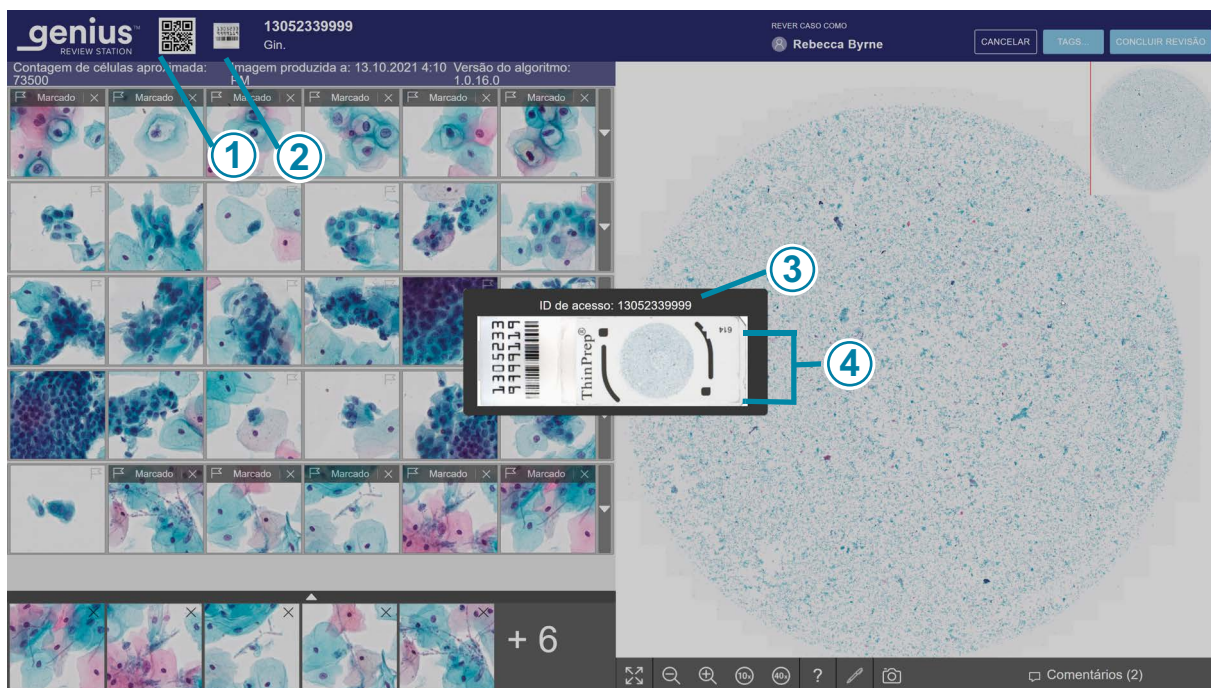 genius™
REVIEW STATION
13052339999
Gin.
REVER CASO COMO
Rebecca Byrne
CANCELAR
TAGS...
CONCLUIR REVISÃO
Contagem de células aproximada: 73500
Imagem produzida a: 13.10.2021 4:10 PM
Versão do algoritmo: 1.0.16.0
Marcado Marcado Marcado Marcado Marcado Marcado
1
2
3
ID de acesso: 13052339999
1305233
9999119
ThinPrep®
614
4
Marcado Marcado Marcado Marcado Marcado
+ 6
10x
40x
?
Comentários (2)